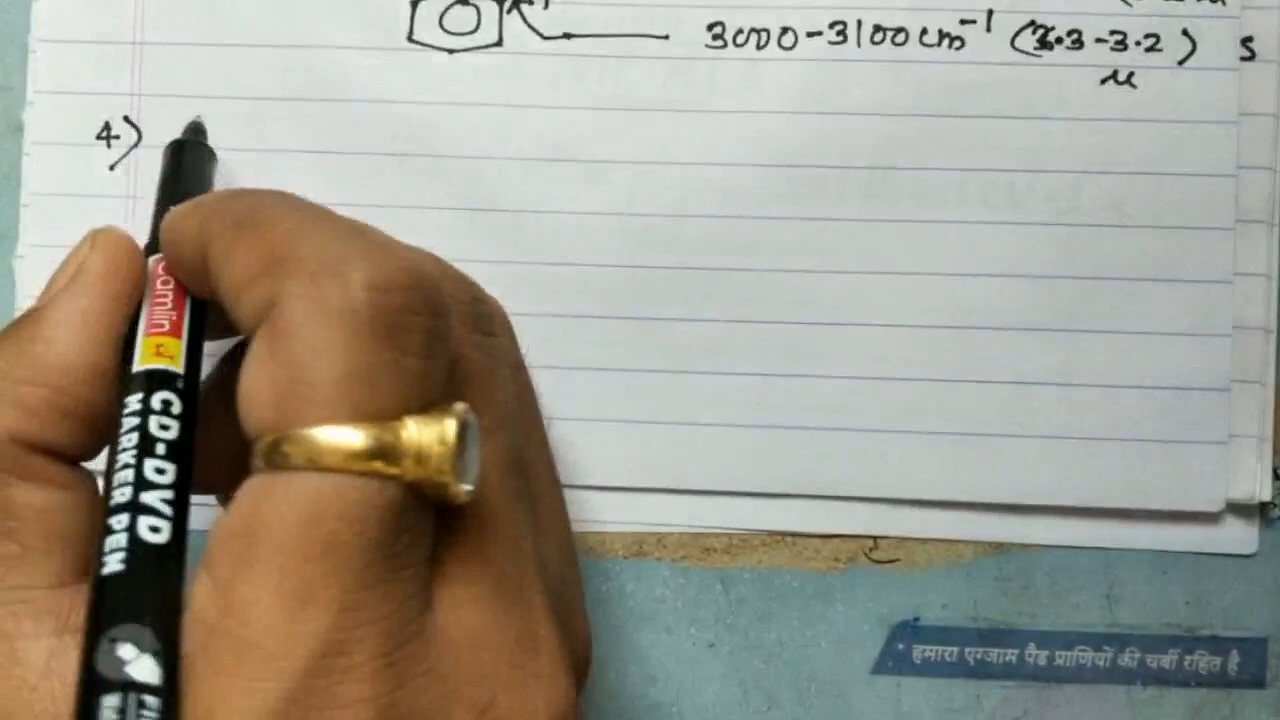 3000-3100 cm⁻¹ (3.3-3.2) s
μ
4)
camlin
CD-DVD
MARKER PEN
हमारा एग्जाम पैड प्राणियों की चर्बी रहित है